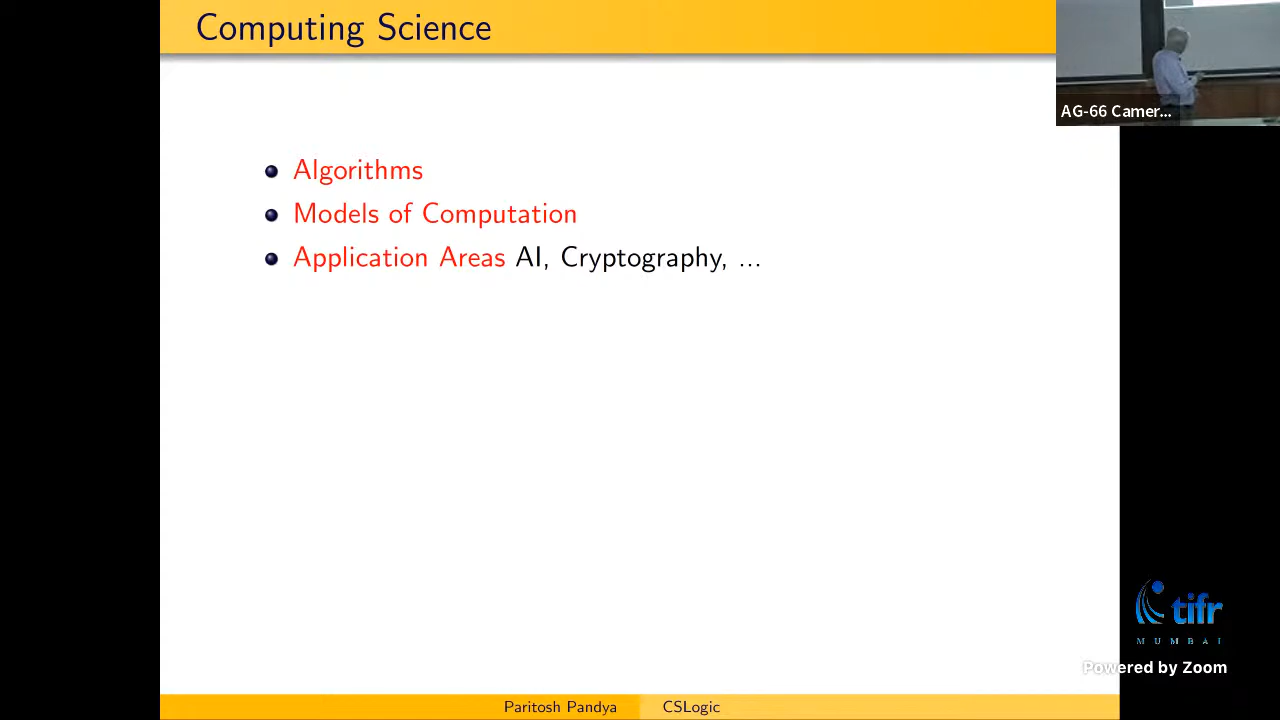 Computing Science
AG-66 Camer...
Algorithms
Models of Computation
Application Areas AI, Cryptography, ...
tifr
MUMBAI
Powered by Zoom
Paritosh Pandya
CSLogic